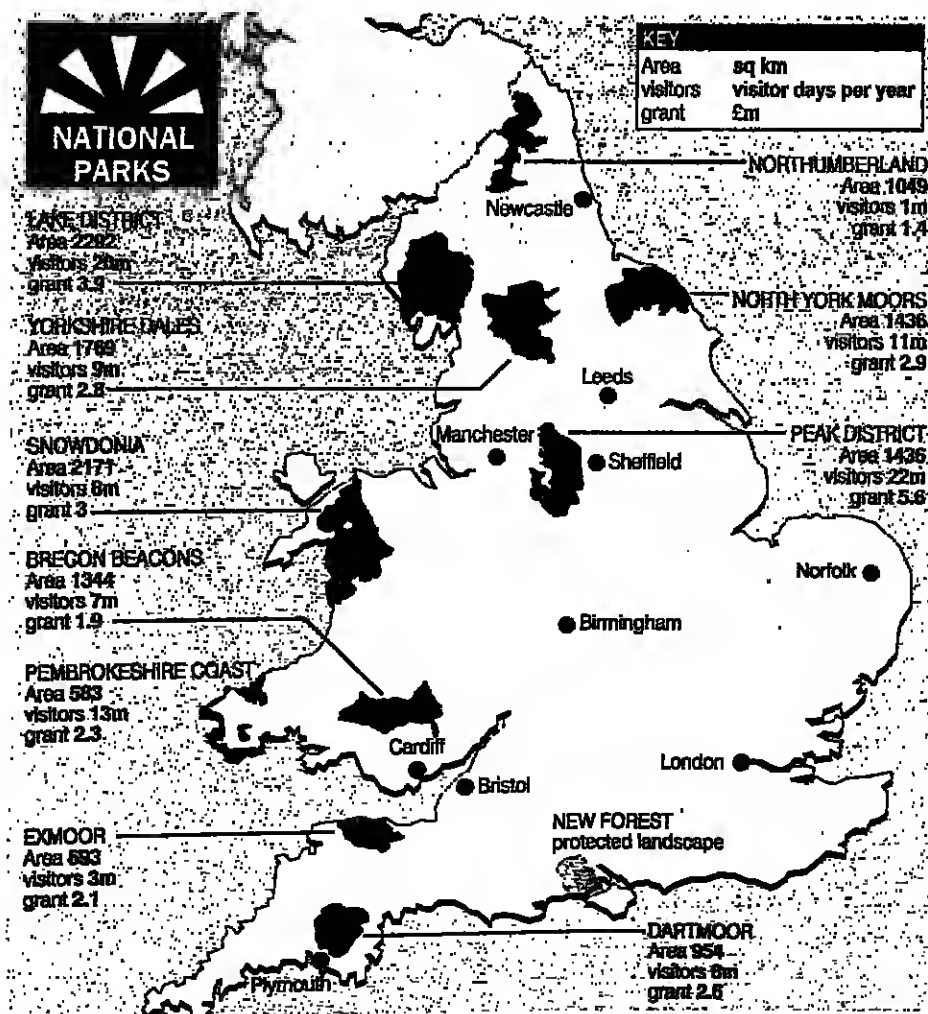 NATIONAL
PARKS
KEY
Area sq km
visitors visitor days per year
grant £m
NORTHUMBERLAND
Area 1049
visitors 1m
grant 1.4
Newcastle
LAKE DISTRICT
Area 2292
visitors 20m
grant 3.9
NORTH YORK MOORS
Area 1436
visitors 11m
grant 2.9
YORKSHIRE DALES
Area 1769
visitors 9m
grant 2.8
Leeds
Manchester
PEAK DISTRICT
Area 1436
visitors 22m
grant 5.6
Sheffield
SNOWDONIA
Area 2171
visitors
grant 3
BRECON BEACONS
Area 1344
visitors 7m
grant 1.9
Norfolk
Birmingham
PEMBROKESHIRE COAST
Area 583
visitors 13m
grant 2.3
Cardiff
Bristol
London
EXMOOR
Area 693
visitors 3m
grant 2.1
NEW FOREST
protected landscape
DARTMOOR
Area 954
visitors
grant
Plymouth